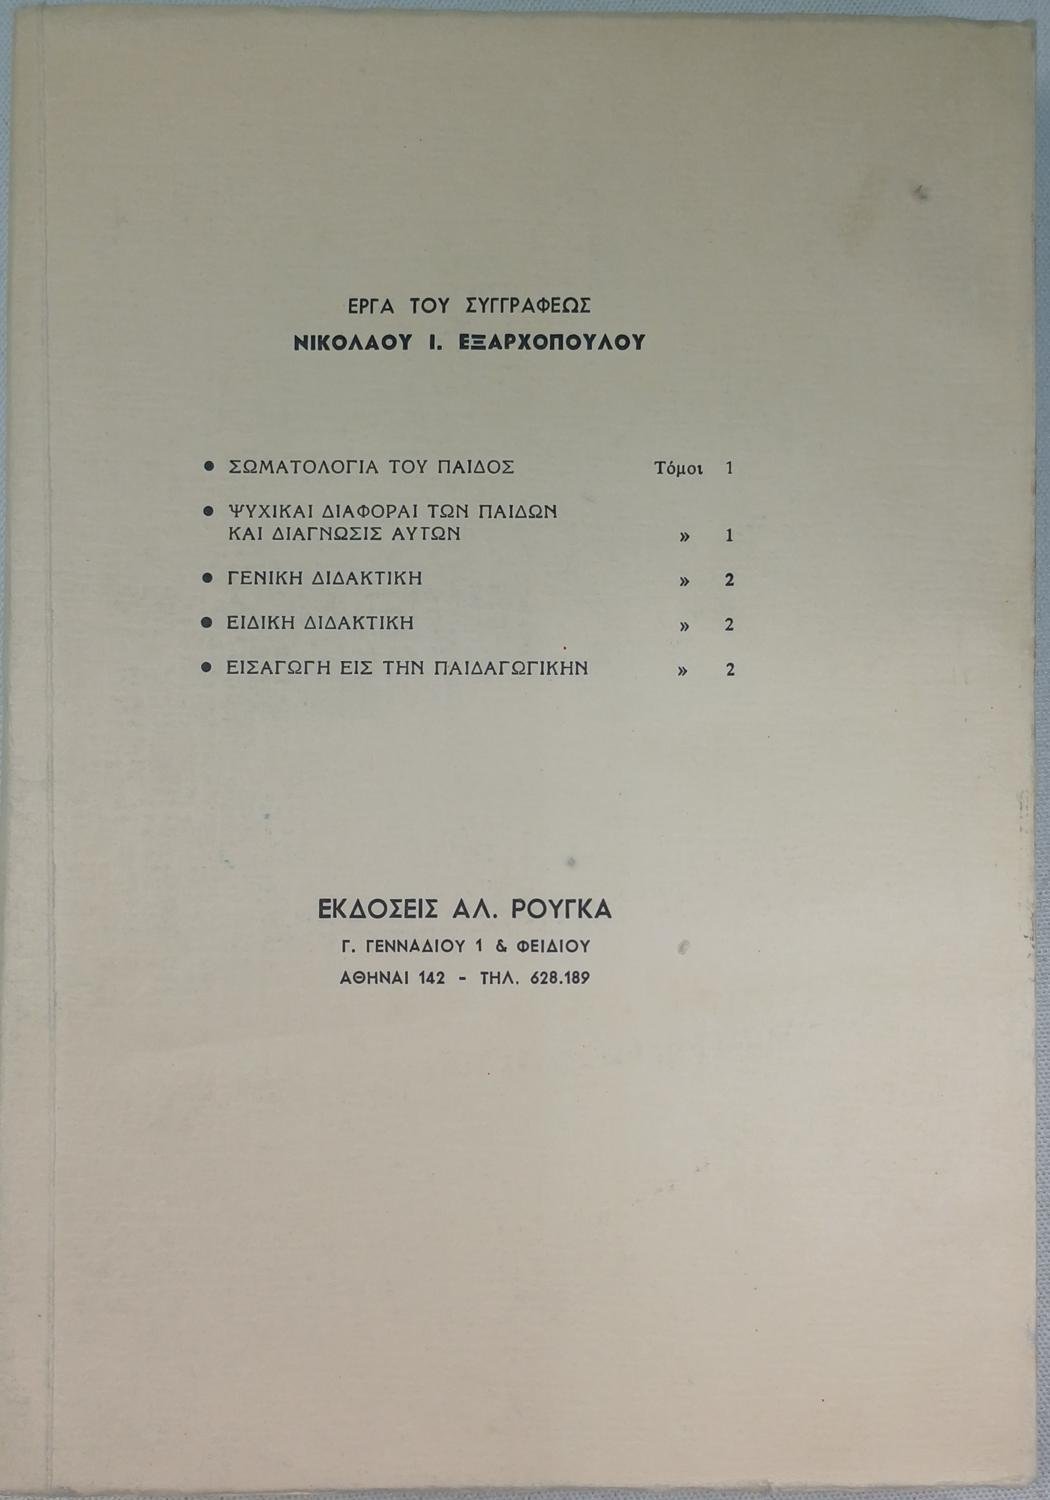 ΕΡΓΑ ΤΟΥ ΣΥΓΓΡΑΦΕΩΣ
ΝΙΚΟΛΑΟΥ Ι. ΕΞΑΡΧΟΠΟΥΛΟΥ
● ΣΩΜΑΤΟΛΟΓΙΑ ΤΟΥ ΠΑΙΔΟΣ Τόμοι 1
● ΨΥΧΙΚΑΙ ΔΙΑΦΟΡΑΙ ΤΩΝ ΠΑΙΔΩΝ
ΚΑΙ ΔΙΑΓΝΩΣΙΣ ΑΥΤΩΝ » 1
● ΓΕΝΙΚΗ ΔΙΔΑΚΤΙΚΗ » 2
● ΕΙΔΙΚΗ ΔΙΔΑΚΤΙΚΗ » 2
● ΕΙΣΑΓΩΓΗ ΕΙΣ ΤΗΝ ΠΑΙΔΑΓΩΓΙΚΗΝ » 2
ΕΚΔΟΣΕΙΣ ΑΛ. ΡΟΥΓΚΑ
Γ. ΓΕΝΝΑΔΙΟΥ 1 & ΦΕΙΔΙΟΥ
ΑΘΗΝΑΙ 142 - ΤΗΛ. 628.189